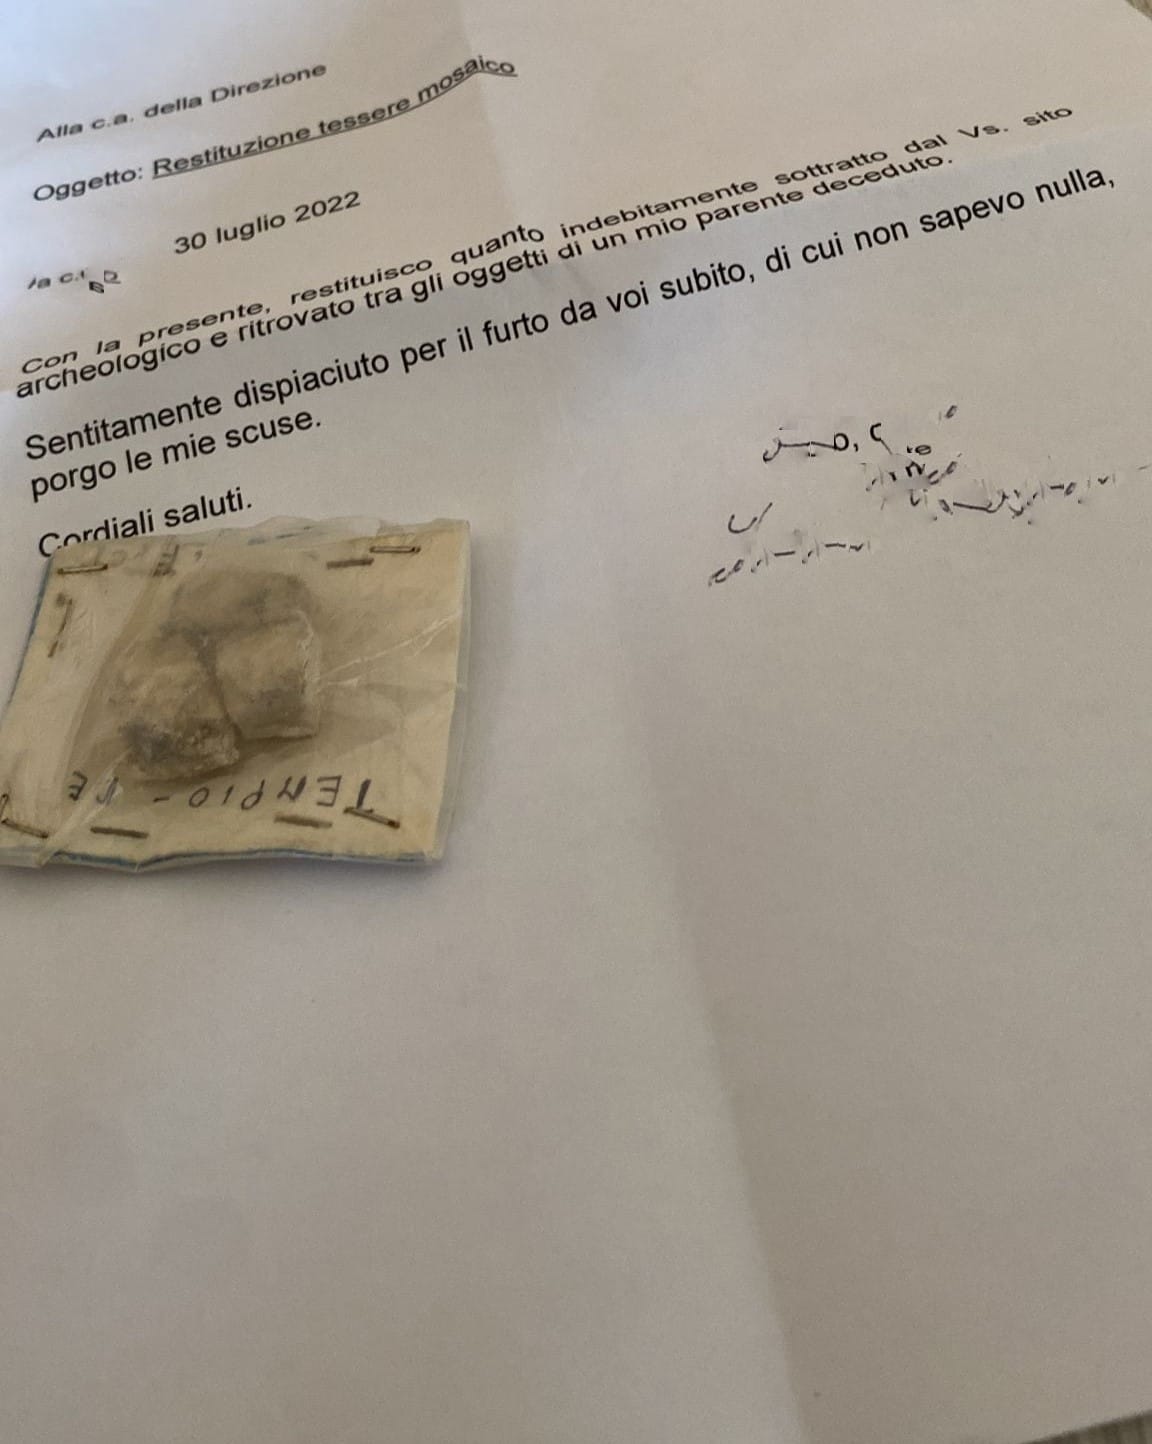 Alla c.a. della Direzione
Oggetto: Restituzione tessere mosaico
30 luglio 2022
Con la presente, restituisco quanto indebitamente sottratto dal Vs. sito
archeologico e ritrovato tra gli oggetti di un mio parente deceduto.
Sentitamente dispiaciuto per il furto da voi subito, di cui non sapevo nulla,
porgo le mie scuse.
Cordiali saluti.
TEMPIO -